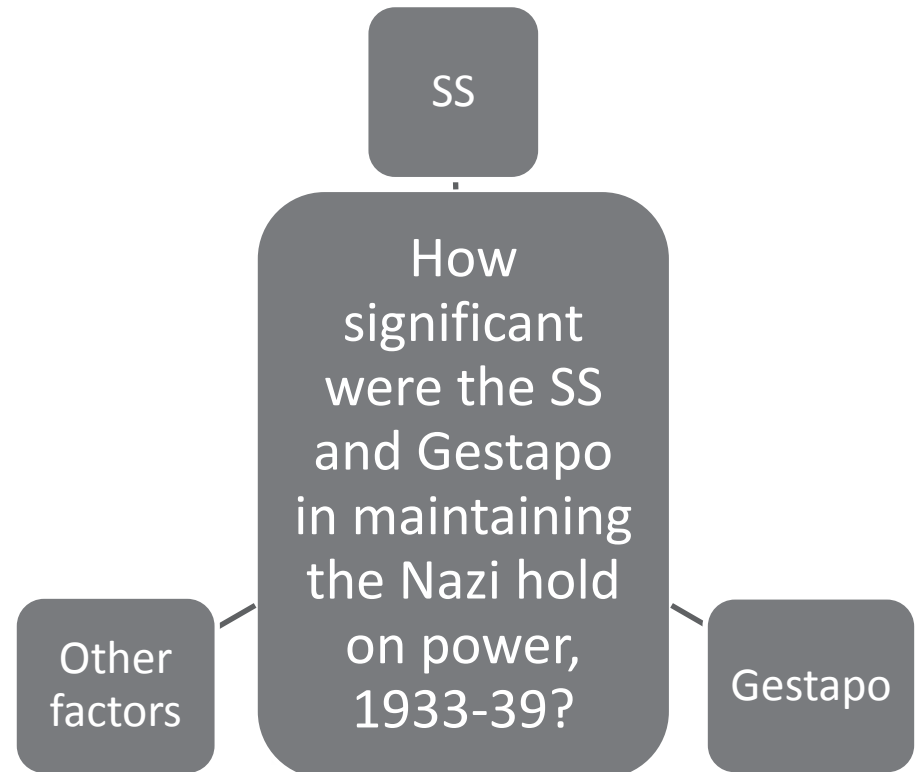 SS
How
significant
were the SS
and Gestapo
in maintaining
the Nazi hold
on power,
1933-39?
Other
factors
Gestapo